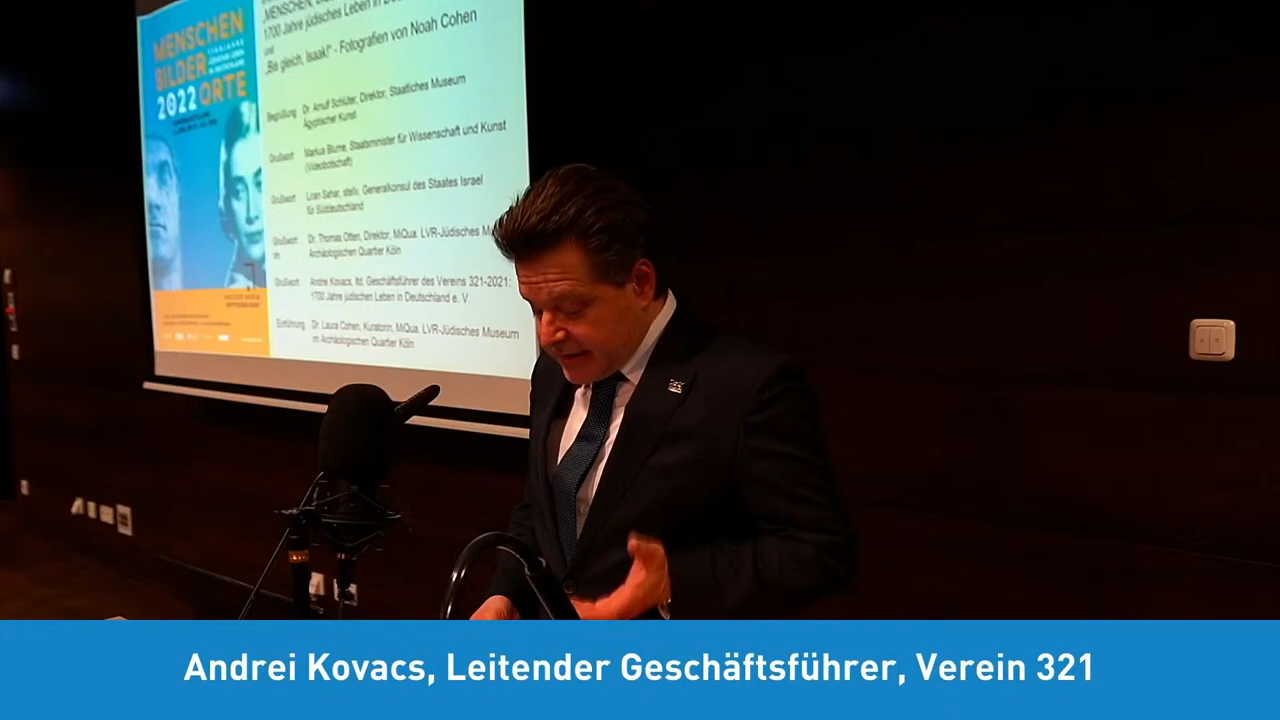 „MENSCHEN,
1700 Jahre jüdisches Leben in
und
„Bis gleich, Isaak!“ - Fotografien von Noah Cohen
Begrüßung Dr. Arnulf Schlüter, Direktor, Staatliches Museum
Ägyptischer Kunst
Grußwort Markus Blume, Staatsminister für Wissenschaft und Kunst
(Videobotschaft)
Grußwort Liran Sahar, stellv. Generalkonsul des Staates Israel
für Süddeutschland
Grußwort Dr. Thomas Otten, Direktor, MiQua, LVR-Jüdisches
im Archäologischen Quartier Köln
Grußwort Andrei Kovacs, ltd. Geschäftsführer des Vereins 321-2021:
1700 Jahre jüdischen Leben in Deutschland e. V.
Einführung Dr. Laura Cohen, Kuratorin, MiQua, LVR-Jüdisches Museum
im Archäologischen Quartier Köln
MENSCHEN
BILDER
ORTE
2022
Andrei Kovacs, Leitender Geschäftsführer, Verein 321